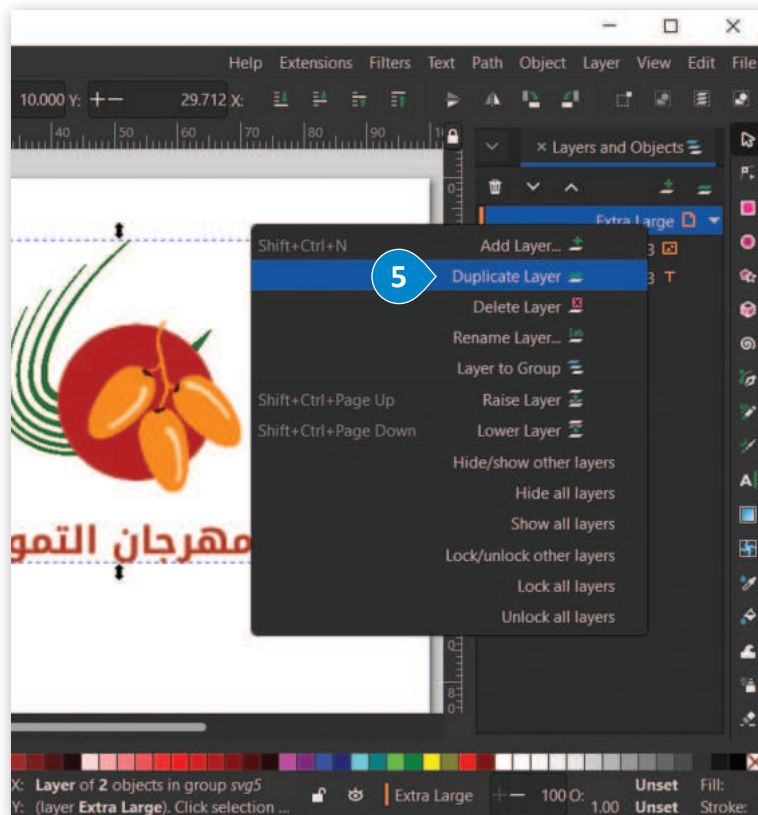 Help Extensions Filters Text Path Object Layer View Edit File
10.000 Y: 29.712 X:
40 50 60 70 80 90
× Layers and Objects
Extra Large
Shift+Ctrl+N Add Layer...
3
5 Duplicate Layer
3
Delete Layer
Rename Layer...
Layer to Group
Shift+Ctrl+Page Up Raise Layer
Shift+Ctrl+Page Down Lower Layer
Hide/show other layers
Hide all layers
Show all layers
Lock/unlock other layers
Lock all layers
Unlock all layers
مهرجان التمو
X: Layer of 2 objects in group svg5
Y: (layer Extra Large). Click selection ...
Extra Large 100 O:
Unset Fill:
1.00 Unset Stroke: